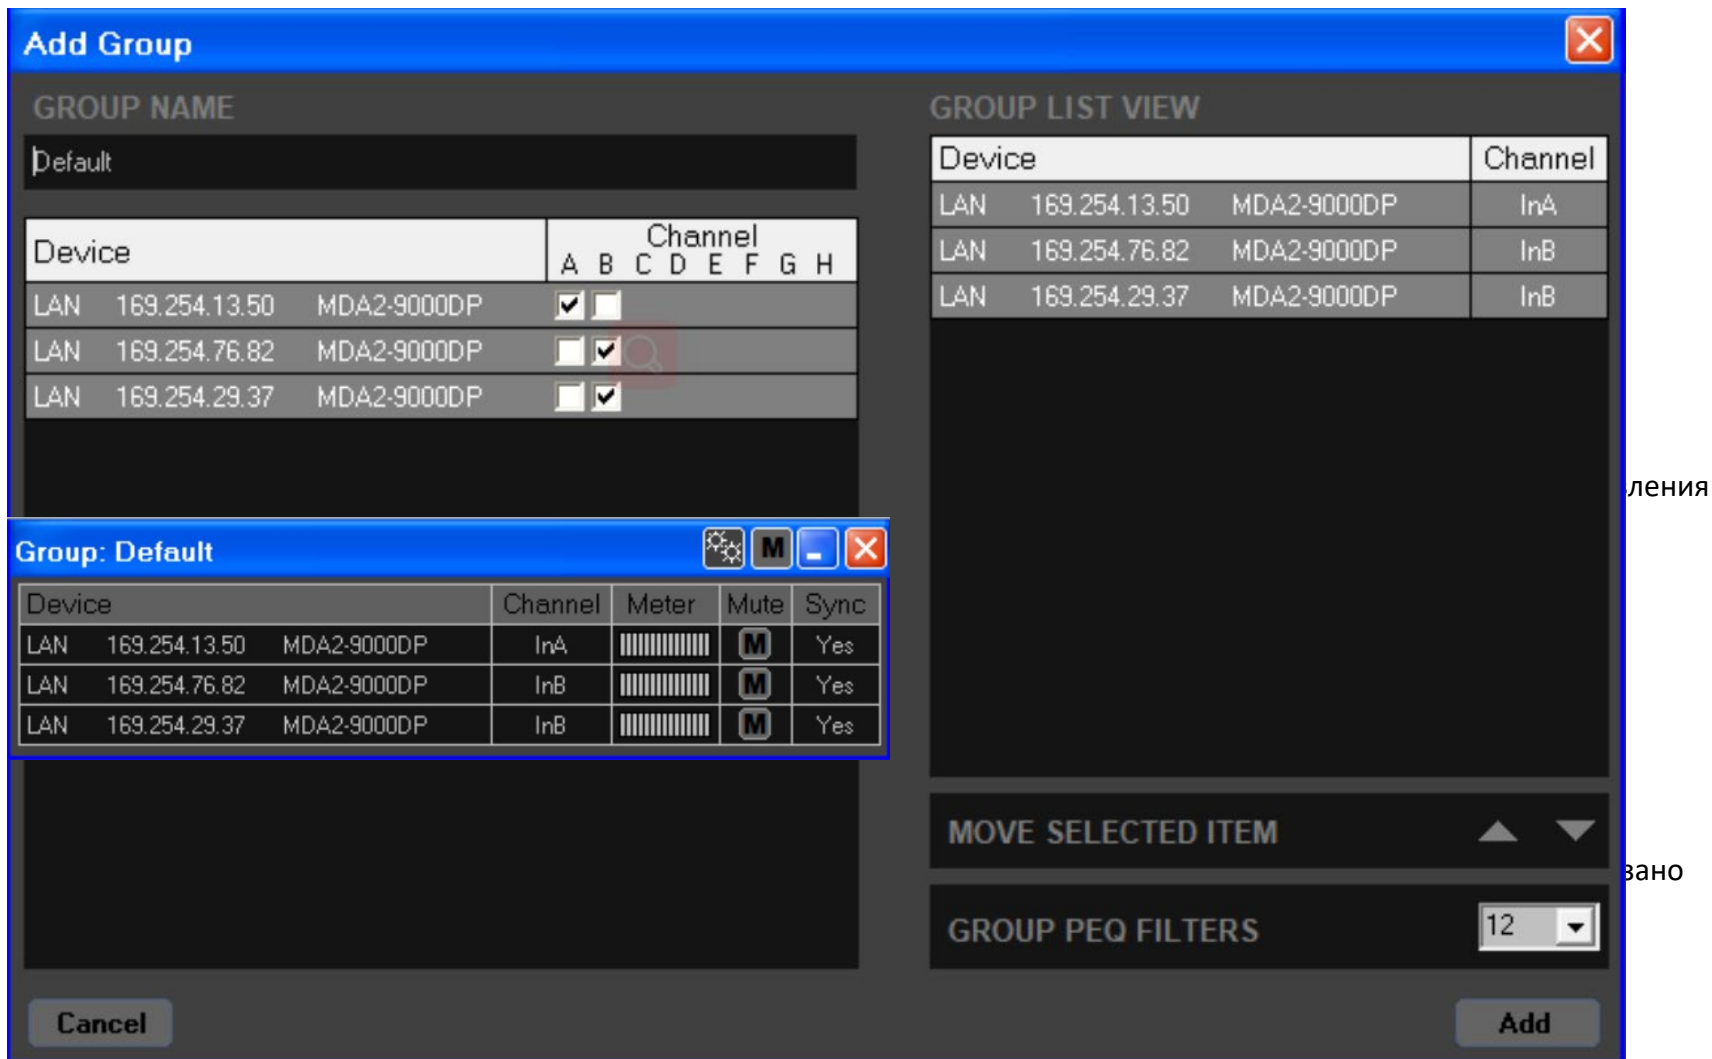 Add Group
GROUP NAME
Default
Device Channel
A B C D E F G H
LAN 169.254.13.50 MDA2-9000DP
LAN 169.254.76.82 MDA2-9000DP
LAN 169.254.29.37 MDA2-9000DP
GROUP LIST VIEW
Device Channel
LAN 169.254.13.50 MDA2-9000DP InA
LAN 169.254.76.82 MDA2-9000DP InB
LAN 169.254.29.37 MDA2-9000DP InB
Group: Default M
Device Channel Meter Mute Sync
LAN 169.254.13.50 MDA2-9000DP InA M Yes
LAN 169.254.76.82 MDA2-9000DP InB M Yes
LAN 169.254.29.37 MDA2-9000DP InB M Yes
MOVE SELECTED ITEM
GROUP PEQ FILTERS 12
Cancel Add